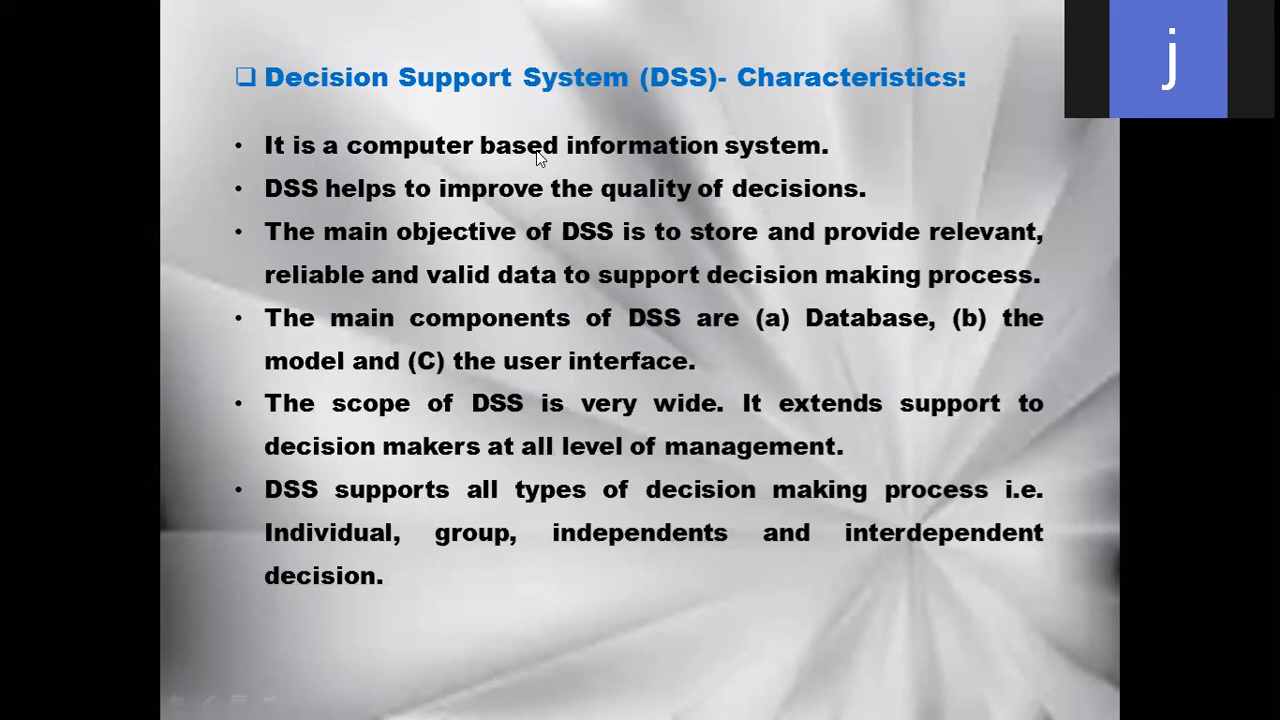 j
❑ Decision Support System (DSS)- Characteristics:
• It is a computer based information system.
• DSS helps to improve the quality of decisions.
• The main objective of DSS is to store and provide relevant,
reliable and valid data to support decision making process.
• The main components of DSS are (a) Database, (b) the
model and (C) the user interface.
• The scope of DSS is very wide. It extends support to
decision makers at all level of management.
• DSS supports all types of decision making process i.e.
Individual, group, independents and interdependent
decision.